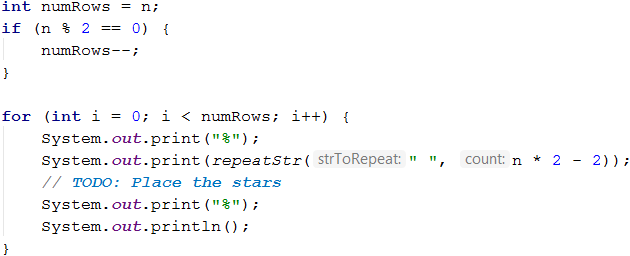 int numRows = n;
if (n % 2 == 0) {
    numRows--;
}

for (int i = 0; i < numRows; i++) {
    System.out.print("%");
    System.out.print(repeatStr( strToRepeat: " ", count: n * 2 - 2));
    // TODO: Place the stars
    System.out.print("%");
    System.out.println();
}